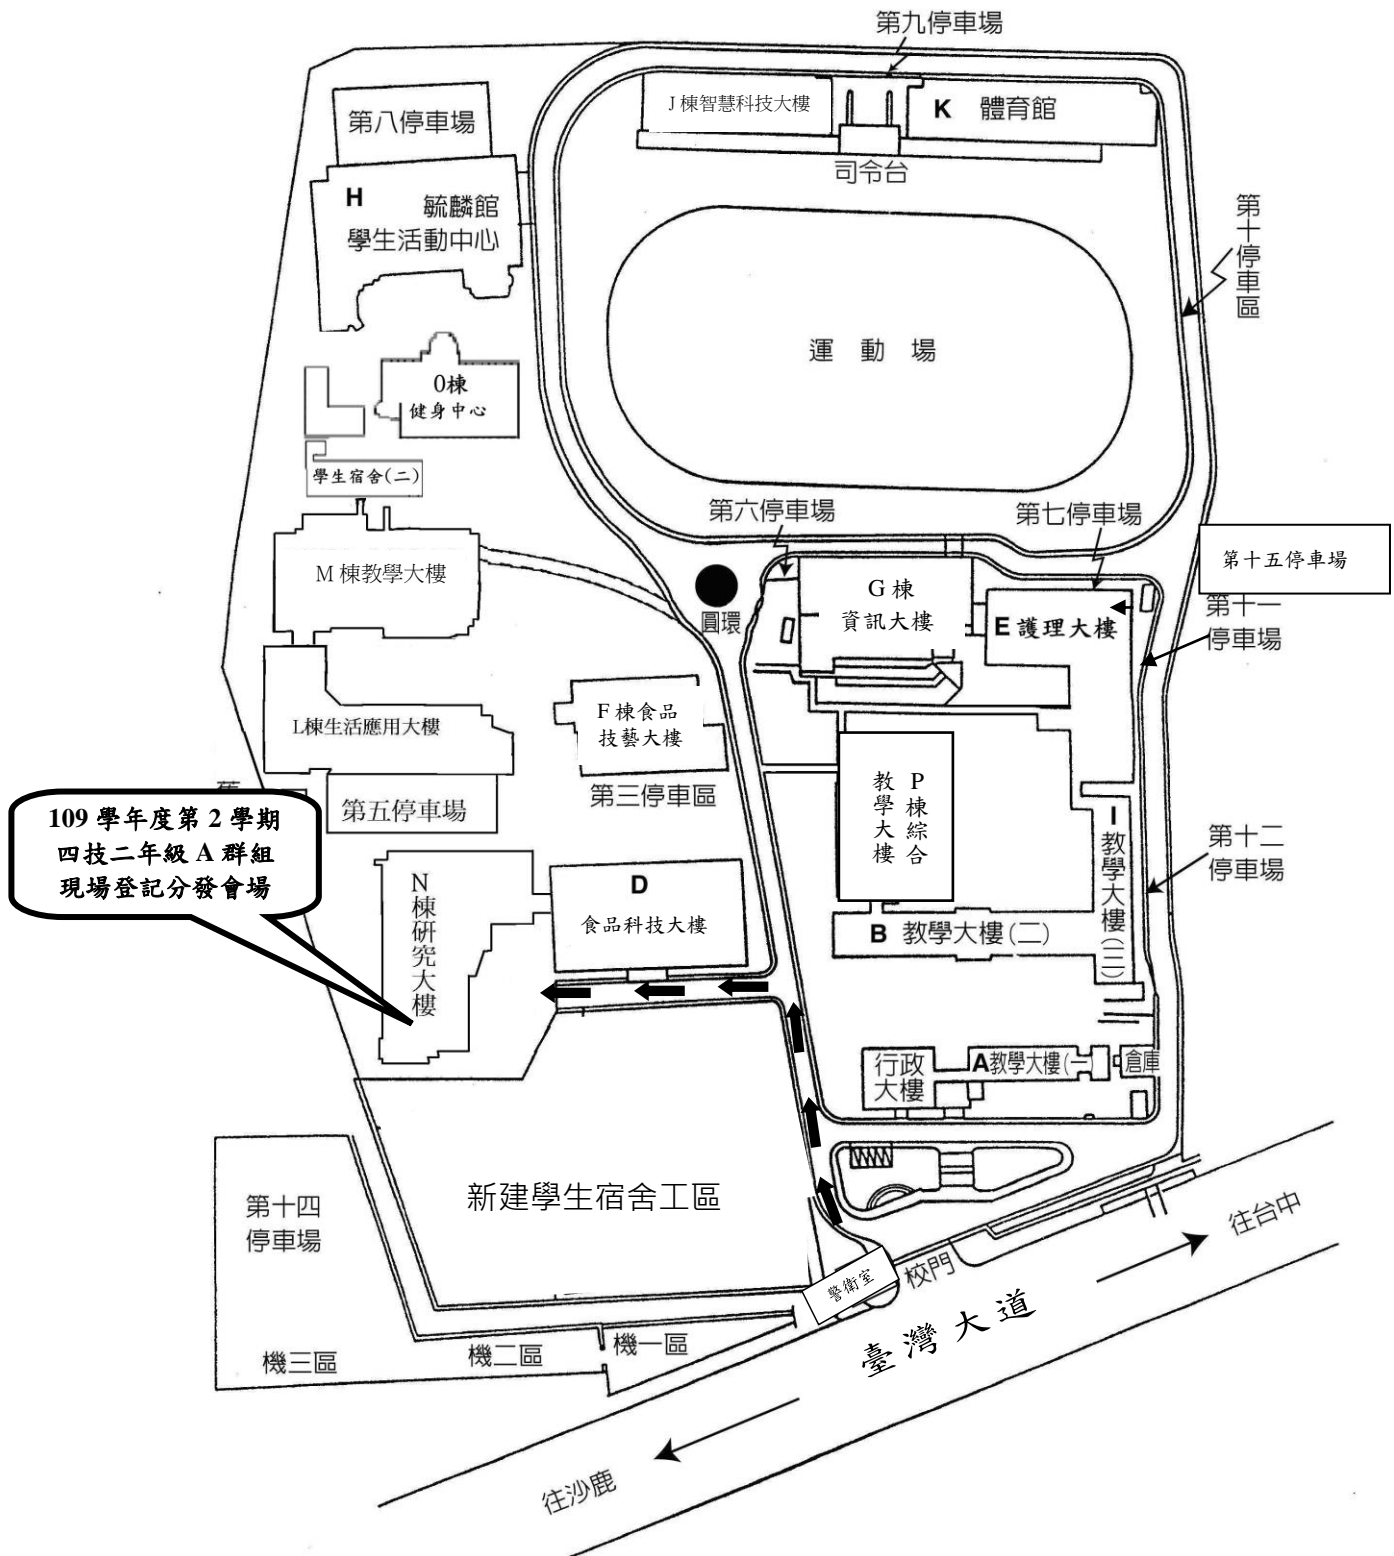 第九停車場
J棟智慧科技大樓
K 體育館
司令台
第八停車場
H 毓麟館
學生活動中心
第十停車區
運動場
0棟
健身中心
學生宿舍(二)
第六停車場
第七停車場
第十五停車場
M棟教學大樓
圓環
G棟
資訊大樓
E護理大樓
第十一
停車場
L棟生活應用大樓
F棟食品
技藝大樓
第三停車區
第五停車場
P棟綜合
教學大樓
I教學大樓(三)
第十二
停車場
109學年度第2學期
四技二年級A群組
現場登記分發會場
N棟研究大樓
D
食品科技大樓
B 教學大樓(二)
行政
大樓
A教學大樓(一)
倉庫
新建學生宿舍工區
第十四
停車場
警衛室
校門
往台中
臺灣大道
機一區
機二區
機三區
往沙鹿